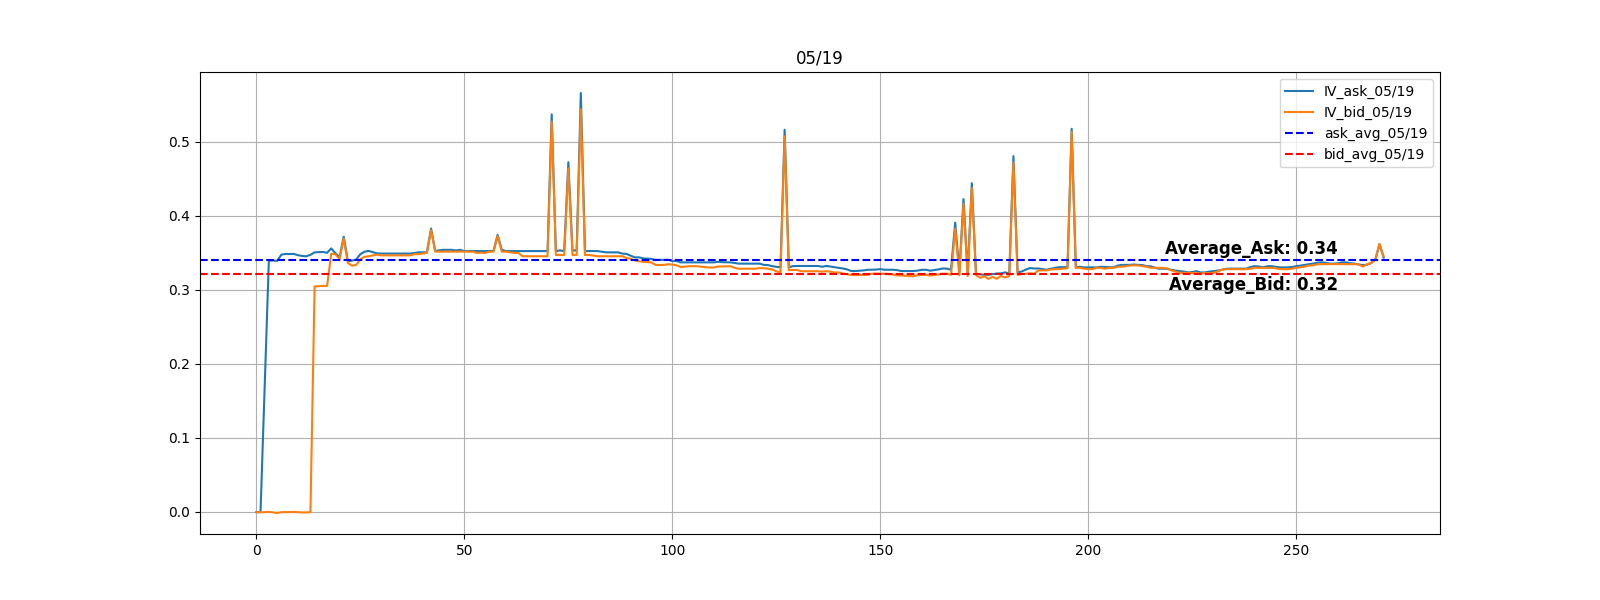 05/19
IV_ask_05/19
IV_bid_05/19
ask_avg_05/19
bid_avg_05/19
0.5
0.4
Average_Ask: 0.34
Average_Bid: 0.32
0.3
0.2
0.1
0.0
0 50 100 150 200 250